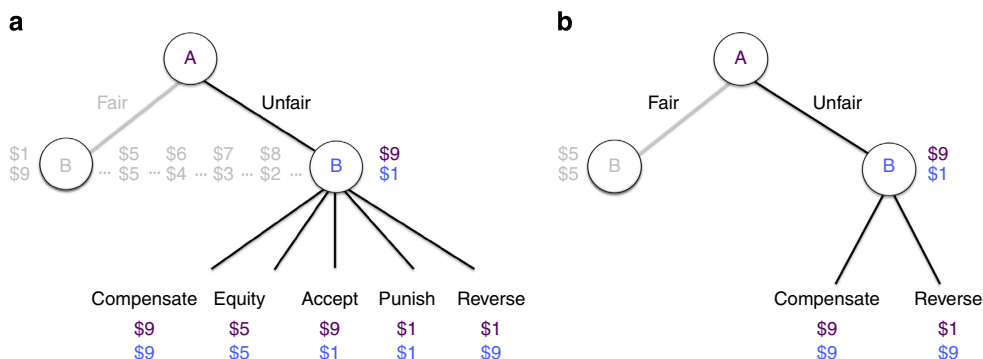 a
A
Fair
Unfair
$1 $5 $6 $7 $8 $9
B ... ... ... ... ... B
$9 $5 $4 $3 $2 $1
Compensate Equity Accept Punish Reverse
$9 $5 $9 $1 $1
$9 $5 $1 $1 $9
b
A
Fair
Unfair
$5 $9
B B
$5 $1
Compensate Reverse
$9 $1
$9 $9